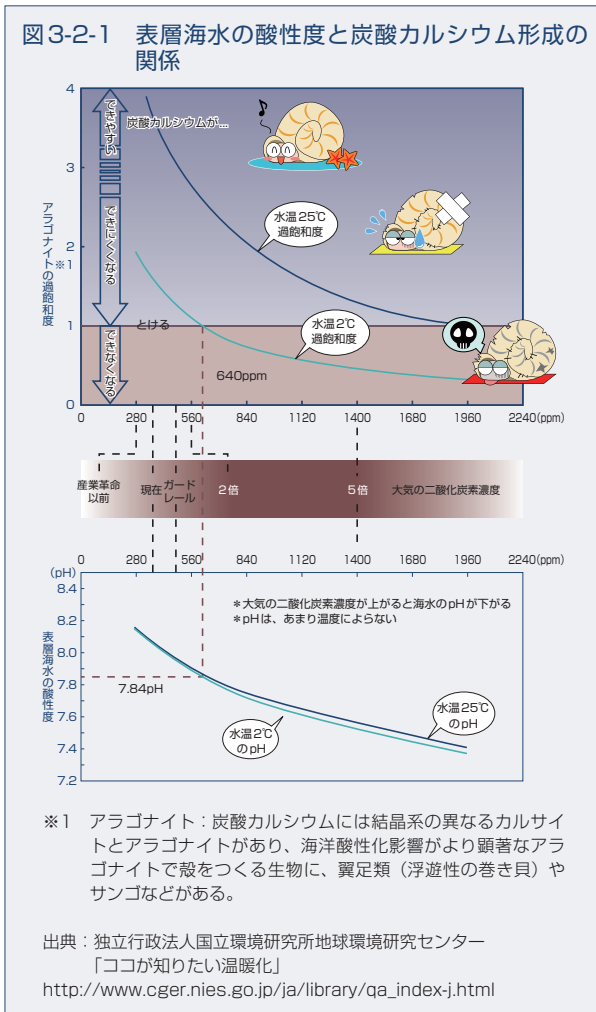 図3-2-1 表層海水の酸性度と炭酸カルシウム形成の
関係
4
3
2
1
0
アラゴナイトの過飽和度
※1
できやすい
できにくくなる
できなくなる
炭酸カルシウムが...
♪
水温25℃
過飽和度
水温2℃
過飽和度
とける
640ppm
0 280 560 840 1120 1400 1680 1960 2240(ppm)
産業革命
以前
現在
ガード
レール
2倍
5倍
大気の二酸化炭素濃度
0 280 560 840 1120 1400 1680 1960 2240(ppm)
(pH)
8.4
8.2
8.0
7.8
7.6
7.4
7.2
表層海水の酸性度
*大気の二酸化炭素濃度が上がると海水のpHが下がる
*pHは、あまり温度によらない
7.84pH
水温2℃
のpH
水温25℃
のpH
※1 アラゴナイト:炭酸カルシウムには結晶系の異なるカルサイ
トとアラゴナイトがあり、海洋酸性化影響がより顕著なアラ
ゴナイトで殻をつくる生物に、翼足類(浮遊性の巻き貝)や
サンゴなどがある。
出典:独立行政法人国立環境研究所地球環境研究センター
「ココが知りたい温暖化」
http://www.cger.nies.go.jp/ja/library/qa_index-j.html